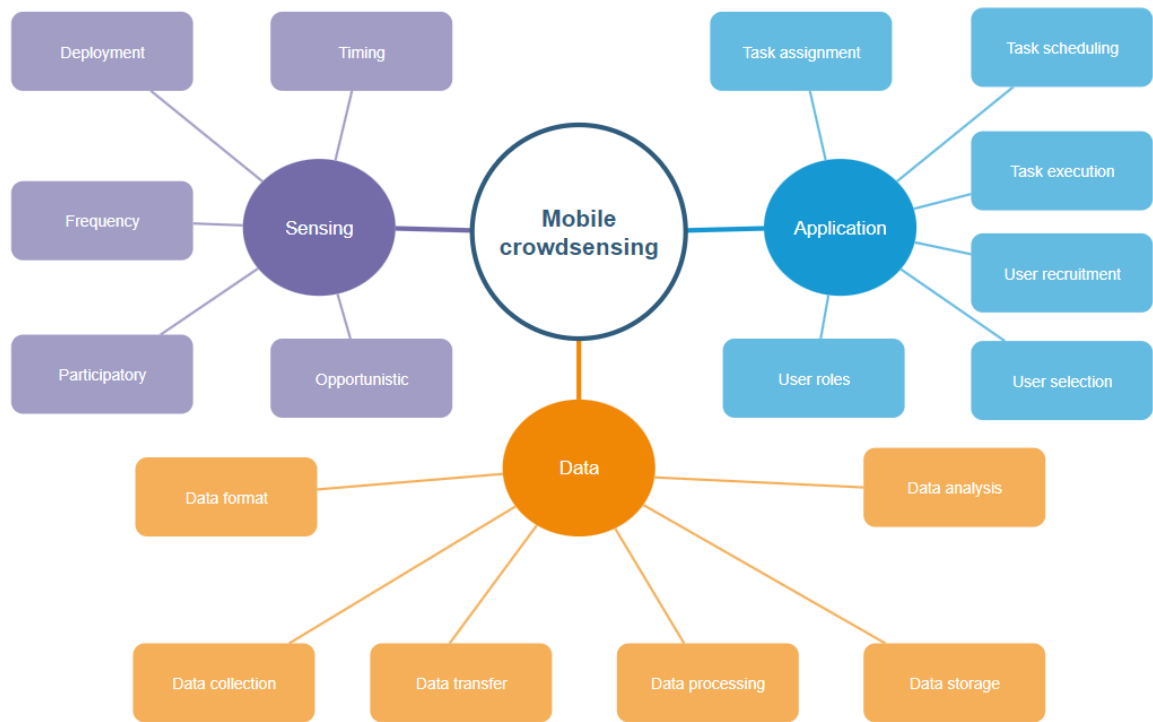 Deployment
Timing
Task assignment
Task scheduling
Mobile
crowdsensing
Task execution
Frequency
Sensing
Application
User recruitment
Participatory
Opportunistic
User roles
User selection
Data
Data format
Data analysis
Data collection
Data transfer
Data processing
Data storage